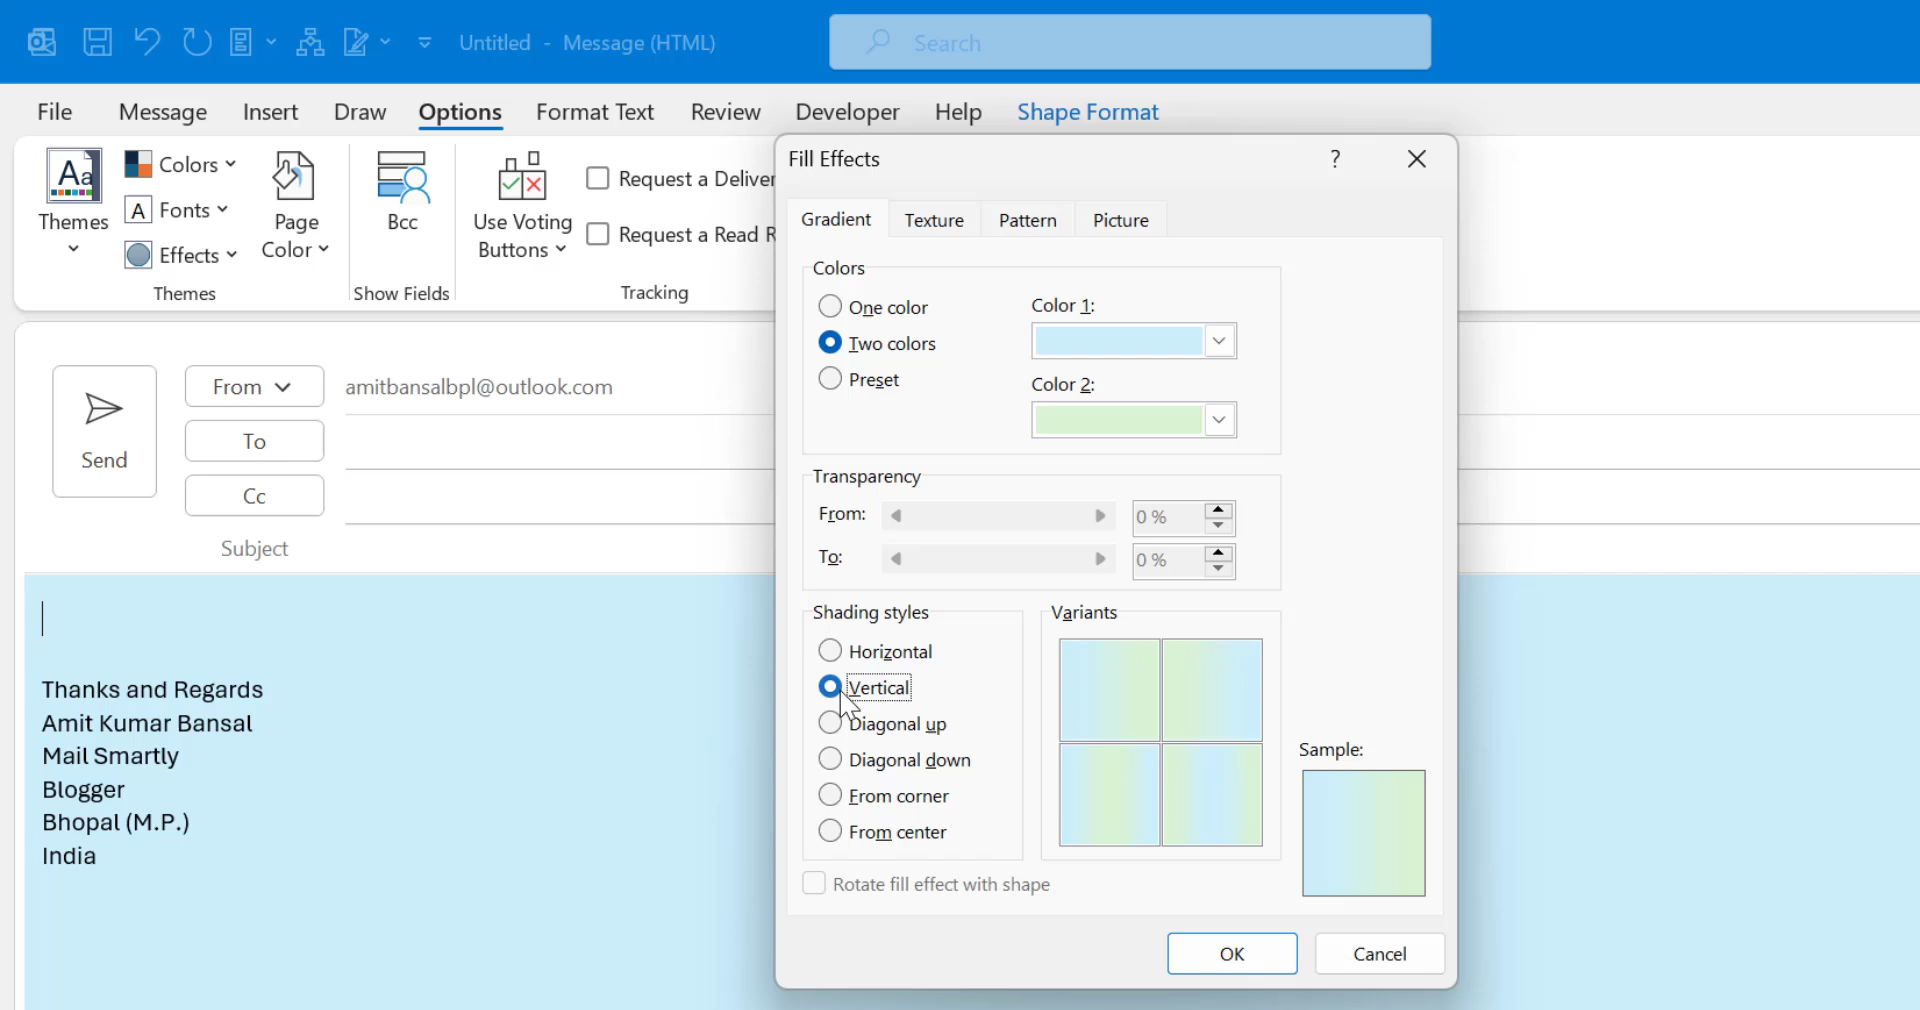 Untitled - Message (HTML)
Search
File Message Insert Draw Options Format Text Review Developer Help Shape Format
Themes
Colors
Fonts
Effects
Page
Color
Themes
Bcc
Show Fields
Use Voting
Buttons
Request a Deliver
Request a Read R
Tracking
Send
From
amitbansalbpl@outlook.com
To
Cc
Subject
Thanks and Regards
Amit Kumar Bansal
Mail Smartly
Blogger
Bhopal (M.P.)
India
Fill Effects
?
Gradient Texture Pattern Picture
Colors
One color
Two colors
Preset
Color 1:
Color 2:
Transparency
From:
0 %
To:
0 %
Shading styles
Horizontal
Vertical
Diagonal up
Diagonal down
From corner
From center
Variants
Sample:
Rotate fill effect with shape
OK Cancel